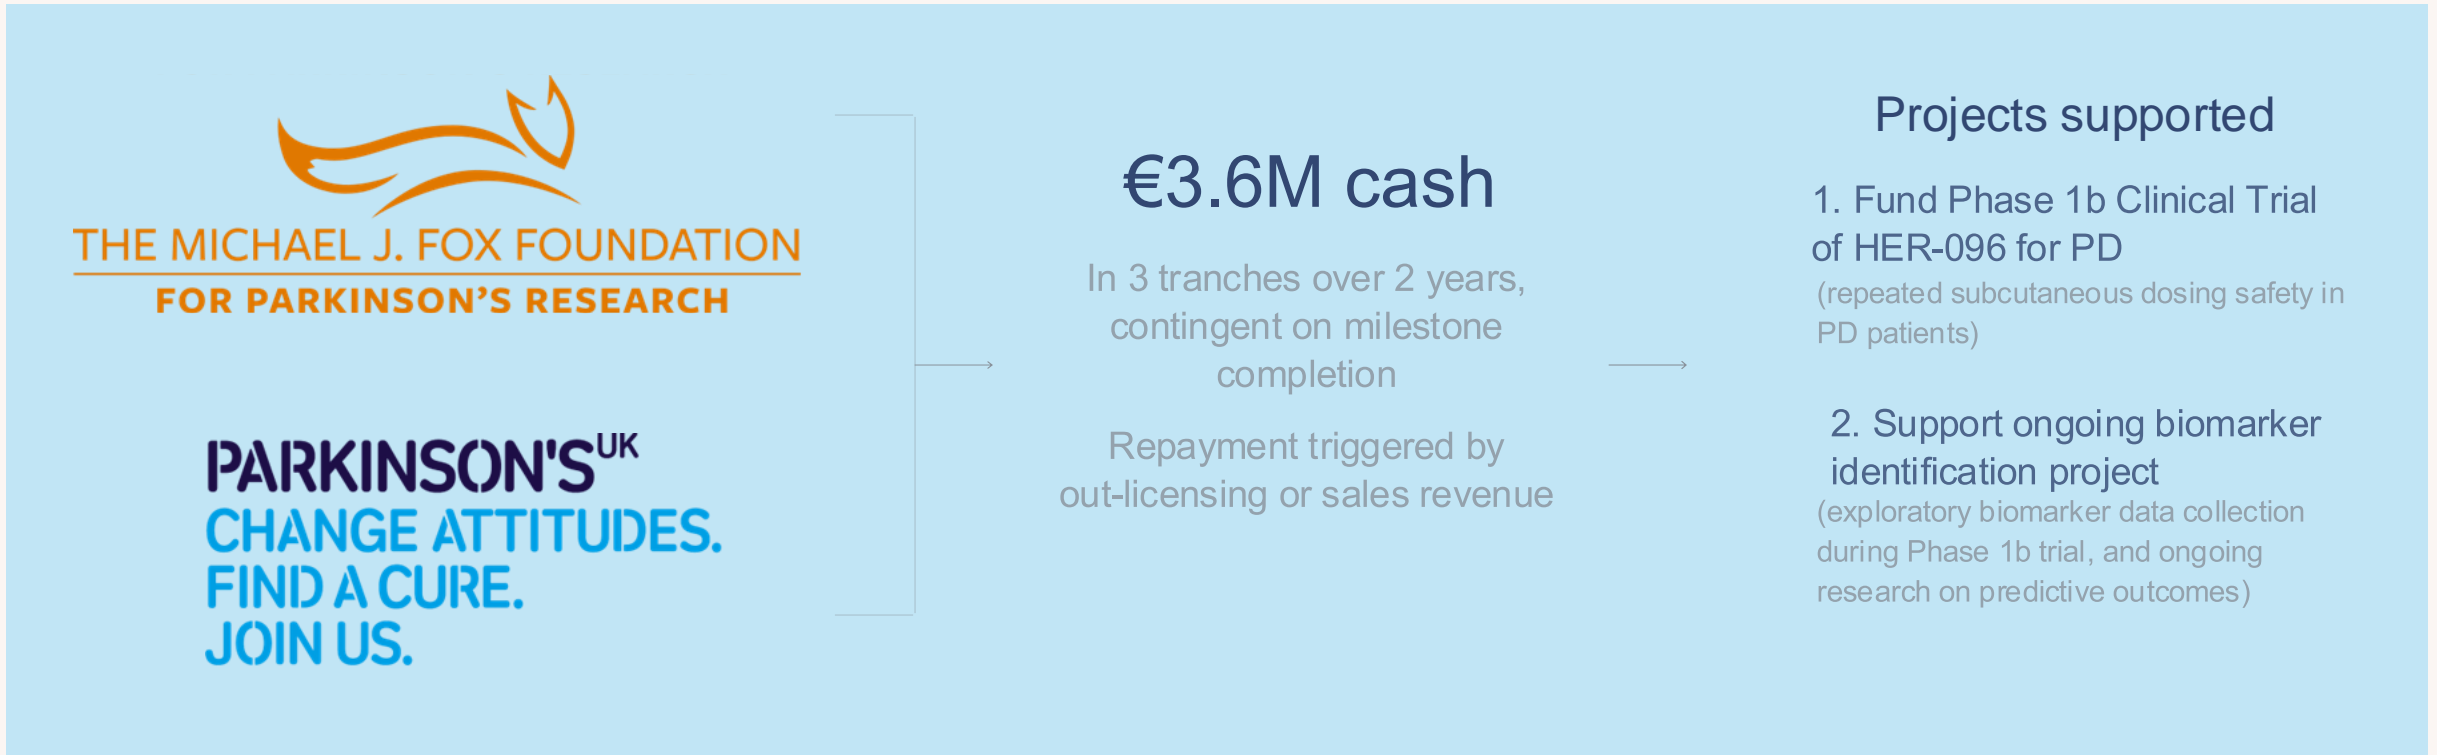 THE MICHAEL J. FOX FOUNDATION
FOR PARKINSON'S RESEARCH
PARKINSON'S UK
CHANGE ATTITUDES.
FIND A CURE.
JOIN US.
€3.6M cash
In 3 tranches over 2 years,
contingent on milestone
completion
Repayment triggered by
out-licensing or sales revenue
Projects supported
1. Fund Phase 1b Clinical Trial
of HER-096 for PD
(repeated subcutaneous dosing safety in
PD patients)
2. Support ongoing biomarker
identification project
(exploratory biomarker data collection
during Phase 1b trial, and ongoing
research on predictive outcomes)